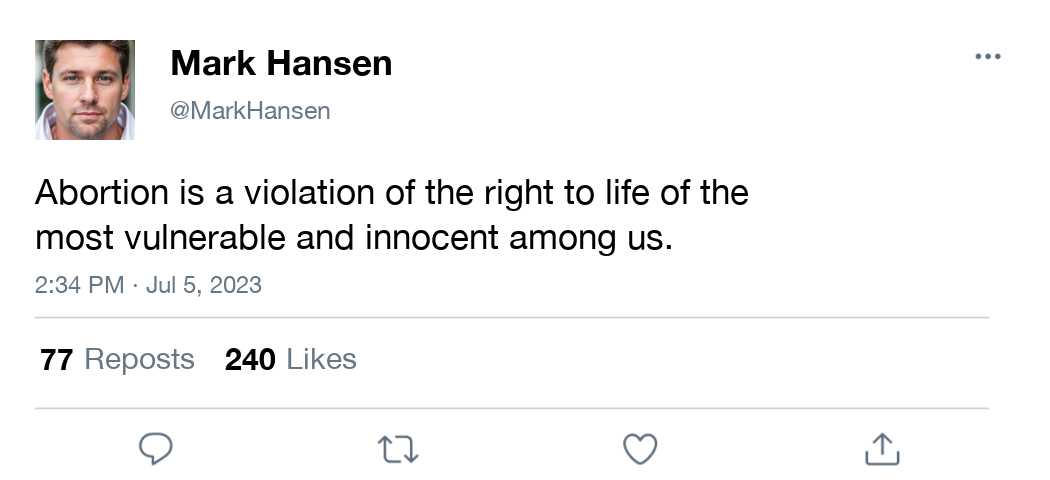 Mark Hansen
@MarkHansen
Abortion is a violation of the right to life of the
most vulnerable and innocent among us.
2:34 PM · Jul 5, 2023
77 Reposts 240 Likes